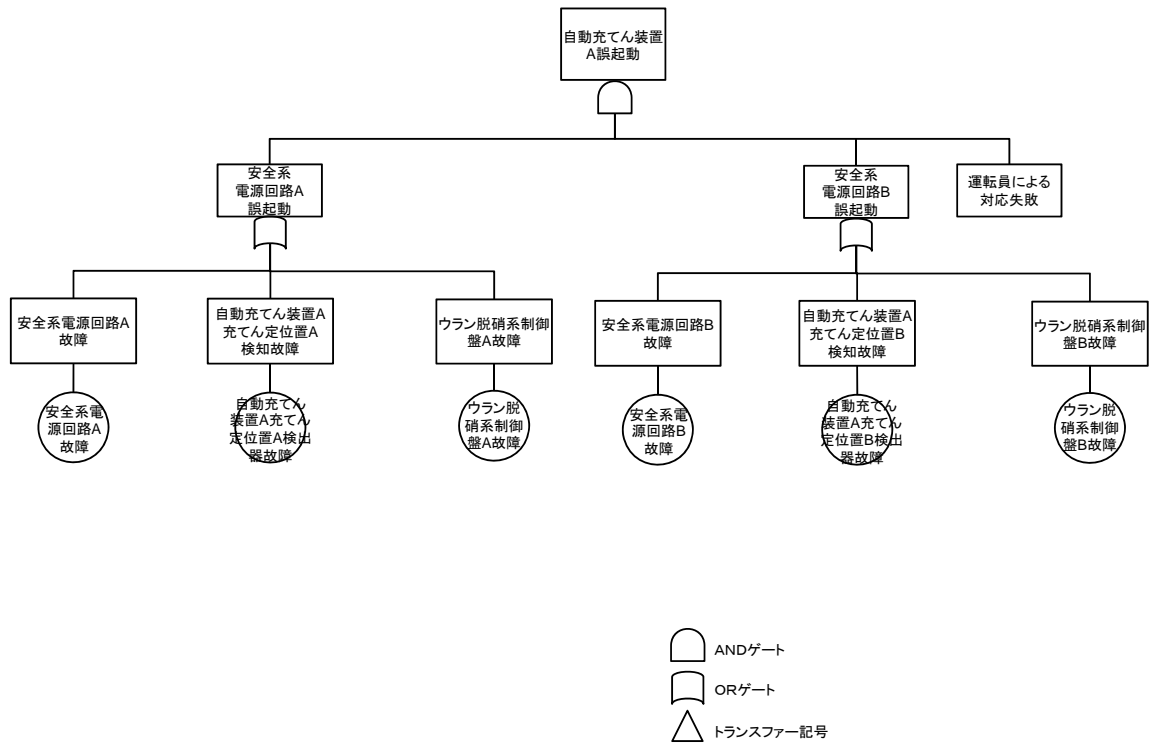 自動充てん装置
A誤起動
安全系
電源回路A
誤起動
安全系
電源回路B
誤起動
運転員による
対応失敗
安全系電源回路A
故障
自動充てん装置A
充てん定位置A
検知故障
ウラン脱硝系制御
盤A故障
安全系電源回路B
故障
自動充てん装置A
充てん定位置B
検知故障
ウラン脱硝系制御
盤B故障
安全系電
源回路A
故障
自動充てん
装置A充てん
定位置A検出
器故障
ウラン脱
硝系制御
盤A故障
安全系電
源回路B
故障
自動充てん
装置A充てん
定位置B検出
器故障
ウラン脱
硝系制御
盤B故障
ANDゲート
ORゲート
トランスファー記号